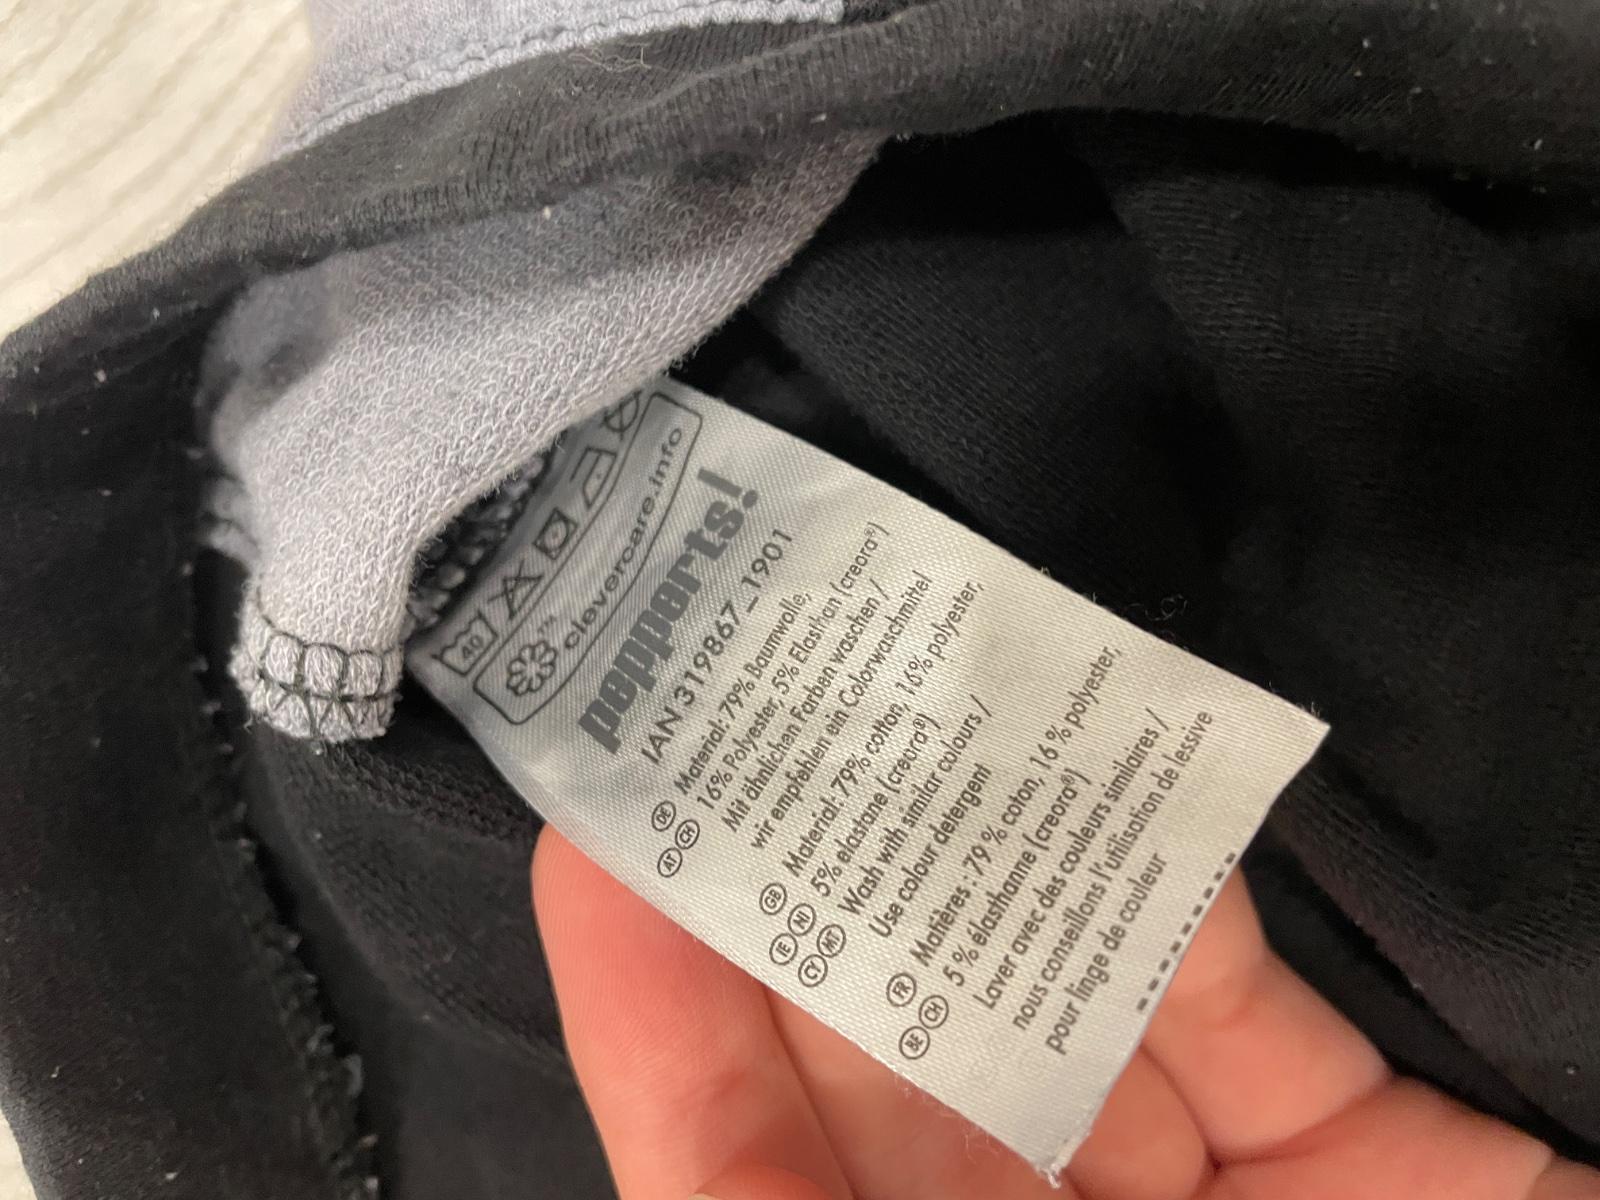 40
clevercare.info
pepperts!
IAN 319867_1901
DE Material: 79% Baumwolle,
AT CH 16% Polyester, 5% Elasthan (creora®)
Mit ähnlichen Farben waschen /
wir empfehlen ein Colorwaschmittel
GB Material: 79% cotton, 16% polyester,
IE NI 5% elastane (creora®)
CY MT Wash with similar colours /
Use colour detergent
FR Matières : 79 % coton, 16 % polyester,
BE CH 5 % élasthanne (creora®)
Laver avec des couleurs similaires /
nous conseillons l'utilisation de lessive
pour linge de couleur